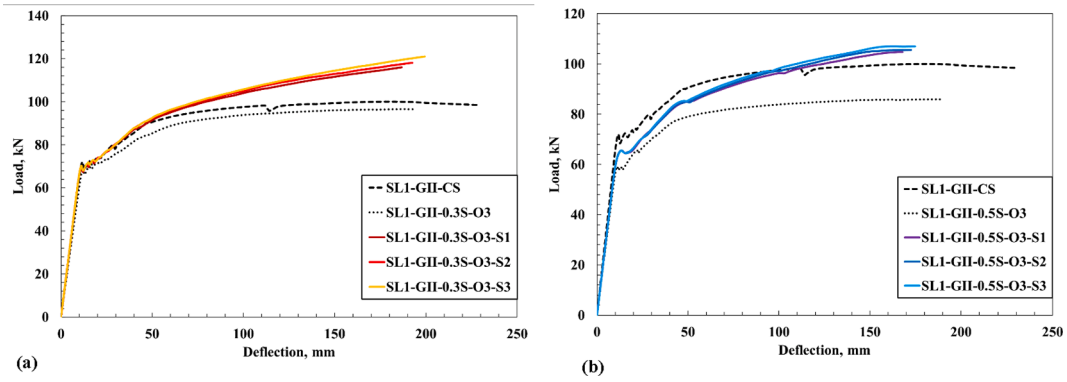 140
120
100
80
60
40
20
0
Load, kN
0 50 100 150 200 250
Deflection, mm
SL1-GII-CS
SL1-GII-0.3S-O3
SL1-GII-0.3S-O3-S1
SL1-GII-0.3S-O3-S2
SL1-GII-0.3S-O3-S3
(a)
120
100
80
60
40
20
0
Load, kN
0 50 100 150 200 250
Deflection, mm
SL1-GII-CS
SL1-GII-0.5S-O3
SL1-GII-0.5S-O3-S1
SL1-GII-0.5S-O3-S2
SL1-GII-0.5S-O3-S3
(b)